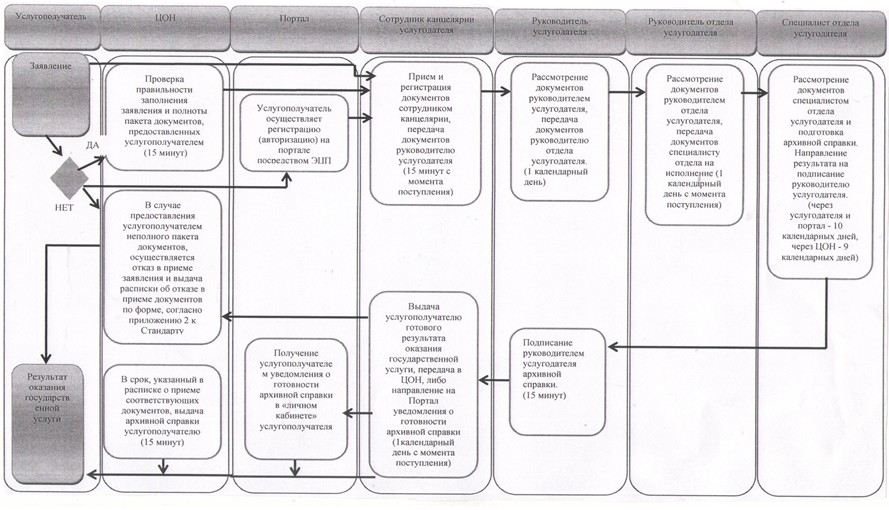 Услугополучатель
ЦОН
Портал
Сотрудник канцелярии
услугодателя
Руководитель
услугодателя
Руководитель отдела
услугодателя
Специалист отдела
услугодателя
Заявление
ДА
НЕТ
Результат
оказания
государств
енной
услуги
Проверка
правильности
заполнения
заявления и полноты
пакета документов,
предоставленных
услугополучателем
(15 минут)
В случае
предоставления
услугополучателем
неполного пакета
документов,
осуществляется
отказ в приеме
заявления и выдача
расписки об отказе в
приеме документов
по форме, согласно
приложению 2 к
Стандарту
В срок, указанный в
расписке о приеме
соответствующих
документов, выдача
архивной справки
услугополучателю
(15 минут)
Услугополучатель
осуществляет
регистрацию
(авторизацию) на
портале
посредством ЭЦП
Получение
услугополучателе
м уведомления о
готовности
архивной справки
в «личном
кабинете»
услугополучателя
Прием и
регистрация
документов
сотрудником
канцелярии,
передача
документов
руководителю
услугодателя
(15 минут с
момента
поступления)
Выдача
услугополучателю
готового
результата
оказания
государственной
услуги, передача в
ЦОН, либо
направление на
Портал
уведомления о
готовности
архивной справки
(1календарный
день с момента
поступления)
Рассмотрение
документов
руководителем
услугодателя,
передача
документов
руководителю
отдела
услугодателя.
(1 календарный
день)
Подписание
руководителем
услугодателя
архивной
справки.
(15 минут)
Рассмотрение
документов
руководителем
отдела
услугодателя,
передача
документов
специалисту
отдела на
исполнение (1
календарный
день с момента
поступления)
Рассмотрение
документов
специалистом
отдела
услугодателя и
подготовка
архивной справки.
Направление
результата на
подписание
руководителю
услугодателя.
(через
услугодателя и
портал - 10
календарных дней,
через ЦОН - 9
календарных дней)